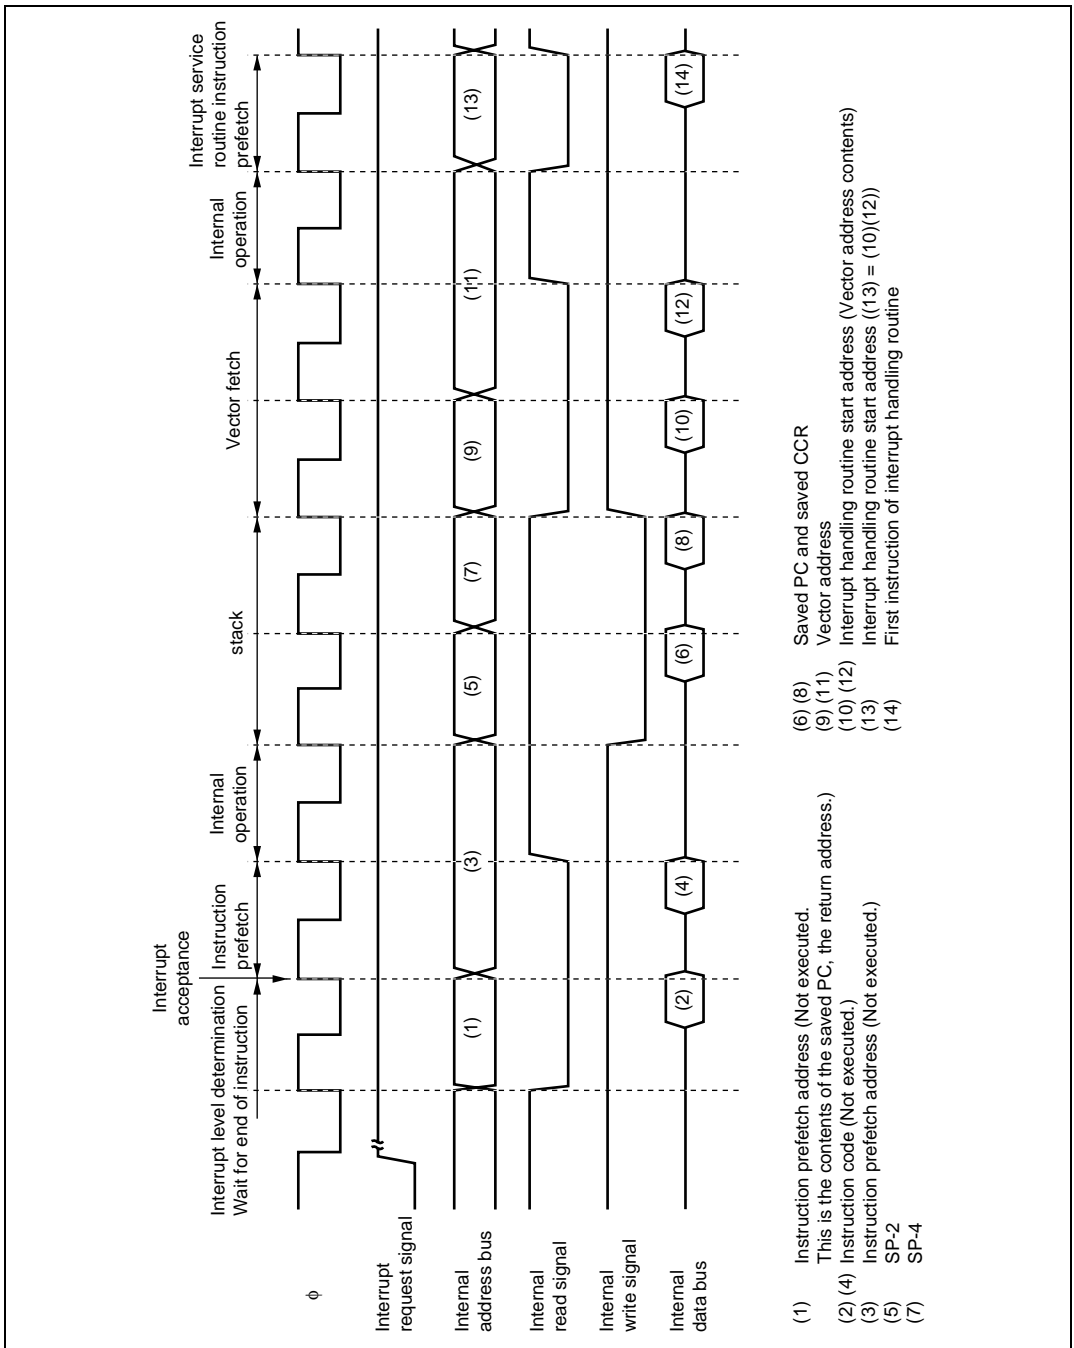 Interrupt level determination
Wait for end of instruction
Interrupt
acceptance
Instruction
prefetch
Internal
operation
stack
Vector fetch
Internal
operation
Interrupt service
routine instruction
prefetch
φ
Interrupt
request signal
Internal
address bus
(1)
(3)
(5)
(7)
(9)
(11)
(13)
Internal
read signal
Internal
write signal
Internal
data bus
(2)
(4)
(6)
(8)
(10)
(12)
(14)
(1) Instruction prefetch address (Not executed.
This is the contents of the saved PC, the return address.)
(2) (4) Instruction code (Not executed.)
(3) Instruction prefetch address (Not executed.)
(5) SP-2
(7) SP-4
(6) (8) Saved PC and saved CCR
(9) (11) Vector address
(10) (12) Interrupt handling routine start address (Vector address contents)
(13) Interrupt handling routine start address ((13) = (10)(12))
(14) First instruction of interrupt handling routine